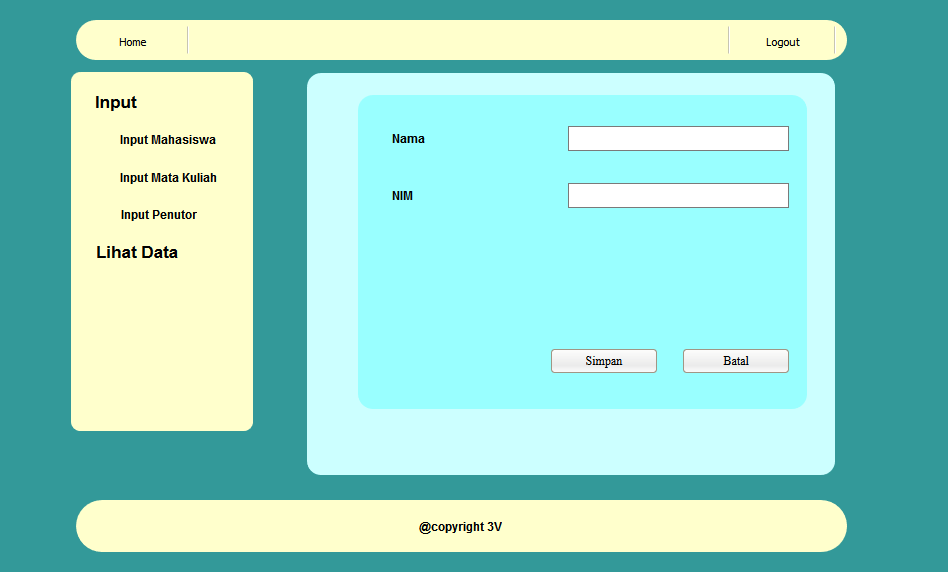 Home
Logout
Input
Input Mahasiswa
Input Mata Kuliah
Input Penutor
Lihat Data
Nama
NIM
Simpan
Batal
@copyright 3V